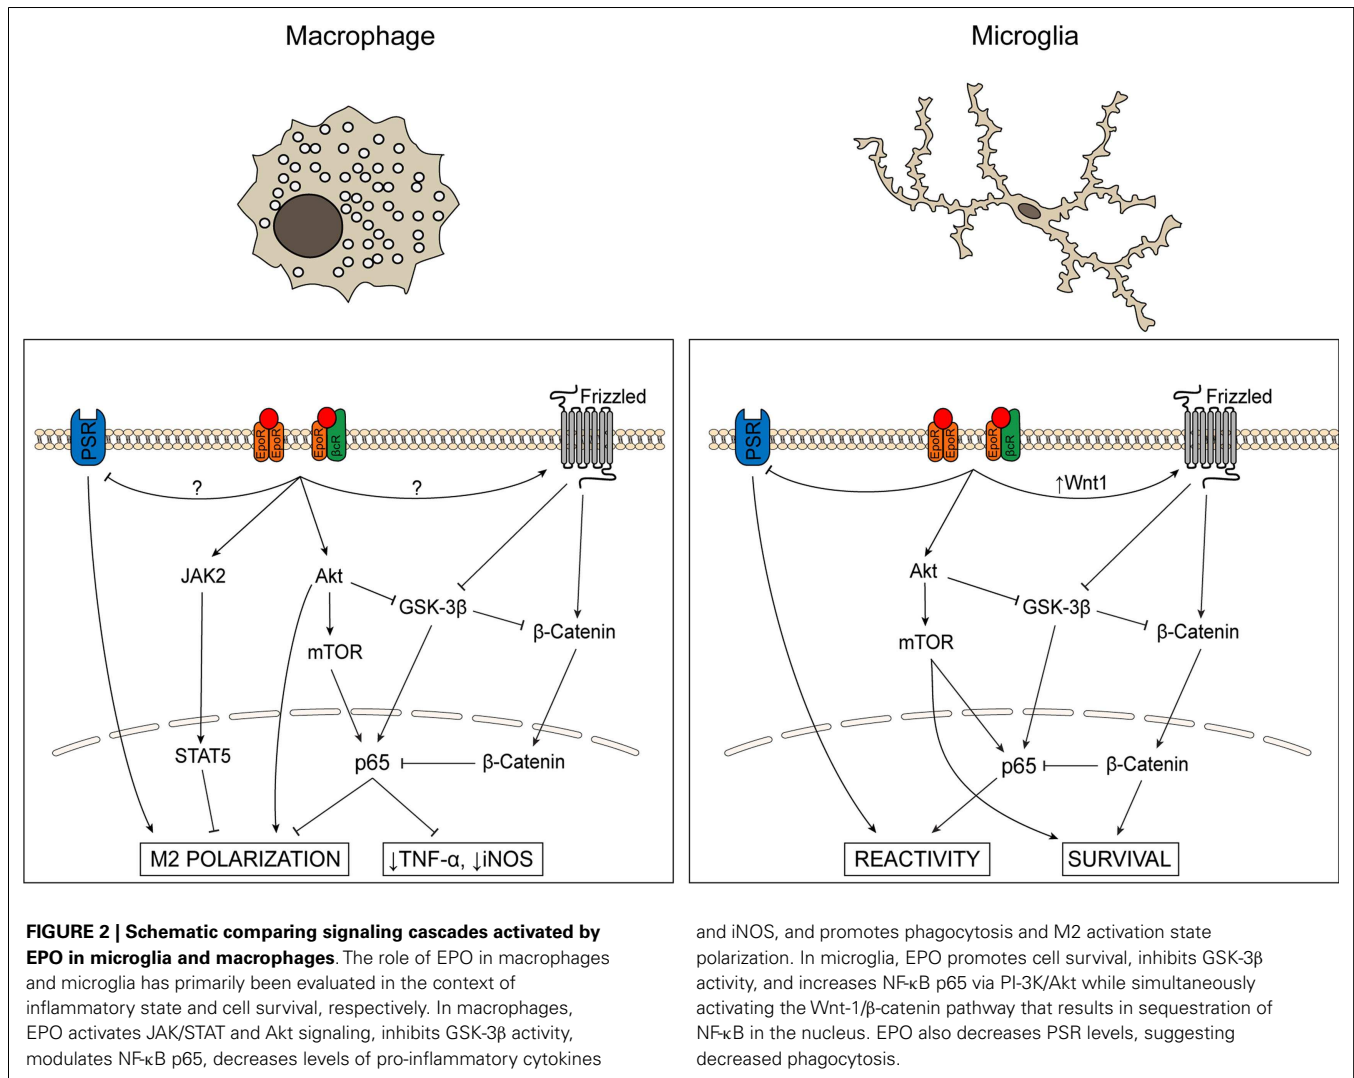 Macrophage
Microglia
PSR
EpoR
EpoR
EpoR
βcR
Frizzled
?
?
JAK2
Akt
GSK-3β
β-Catenin
mTOR
STAT5
p65
β-Catenin
M2 POLARIZATION
↓TNF-α, ↓iNOS
PSR
EpoR
EpoR
EpoR
βcR
Frizzled
↑Wnt1
Akt
GSK-3β
β-Catenin
mTOR
p65
β-Catenin
REACTIVITY
SURVIVAL
FIGURE 2 | Schematic comparing signaling cascades activated by
EPO in microglia and macrophages. The role of EPO in macrophages
and microglia has primarily been evaluated in the context of
inflammatory state and cell survival, respectively. In macrophages,
EPO activates JAK/STAT and Akt signaling, inhibits GSK-3β activity,
modulates NF-κB p65, decreases levels of pro-inflammatory cytokines
and iNOS, and promotes phagocytosis and M2 activation state
polarization. In microglia, EPO promotes cell survival, inhibits GSK-3β
activity, and increases NF-κB p65 via PI-3K/Akt while simultaneously
activating the Wnt-1/β-catenin pathway that results in sequestration of
NF-κB in the nucleus. EPO also decreases PSR levels, suggesting
decreased phagocytosis.